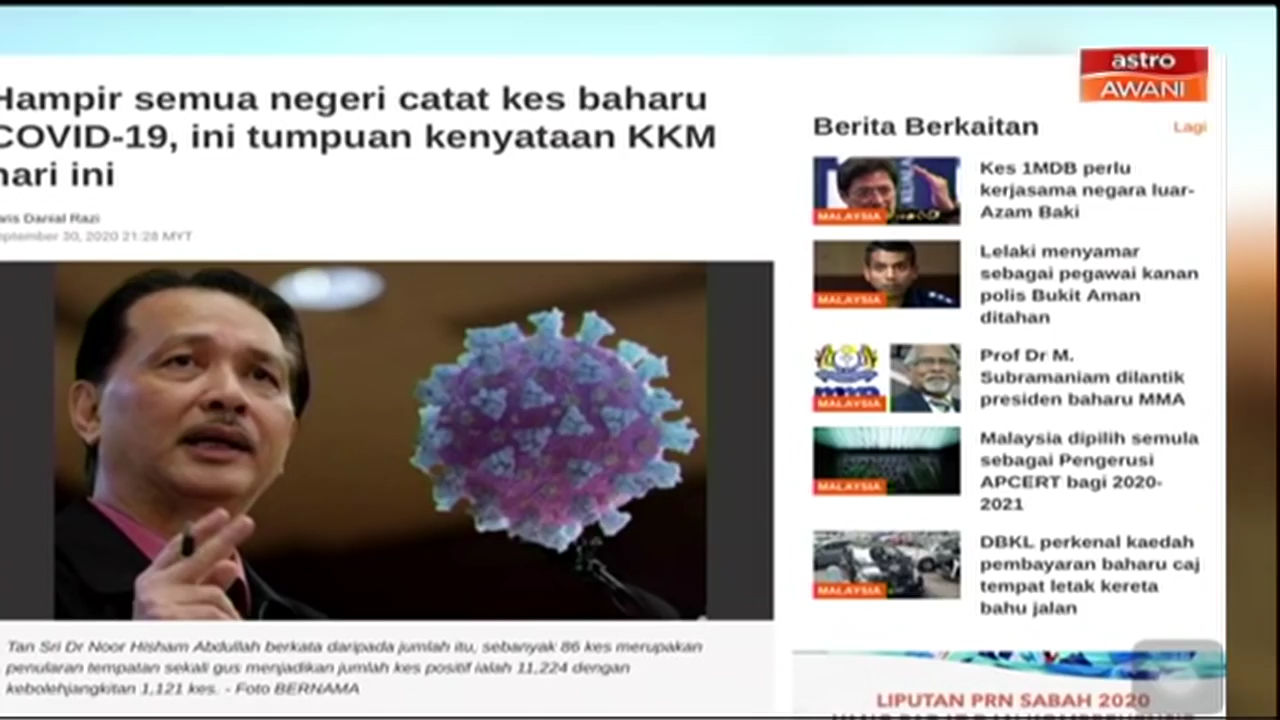 Hampir semua negeri catat kes baharu
COVID-19, ini tumpuan kenyataan KKM
hari ini
Danial Razi
September 30, 2020 21:28 MYT
Tan Sri Dr Noor Hisham Abdullah berkata daripada jumlah itu, sebanyak 86 kes merupakan
penularan tempatan sekali gus menjadikan jumlah kes positif ialah 11,224 dengan
kebolehjangkitan 1,121 kes. - Foto BERNAMA
astro
AWANI
Berita Berkaitan
Lagi
MALAYSIA
Kes 1MDB perlu
kerjasama negara luar-
Azam Baki
MALAYSIA
Lelaki menyamar
sebagai pegawai kanan
polis Bukit Aman
ditahan
MALAYSIA
Prof Dr M.
Subramaniam dilantik
presiden baharu MMA
MALAYSIA
Malaysia dipilih semula
sebagai Pengerusi
APCERT bagi 2020-
2021
MALAYSIA
DBKL perkenal kaedah
pembayaran baharu caj
tempat letak kereta
bahu jalan
LIPUTAN PRN SABAH 2020